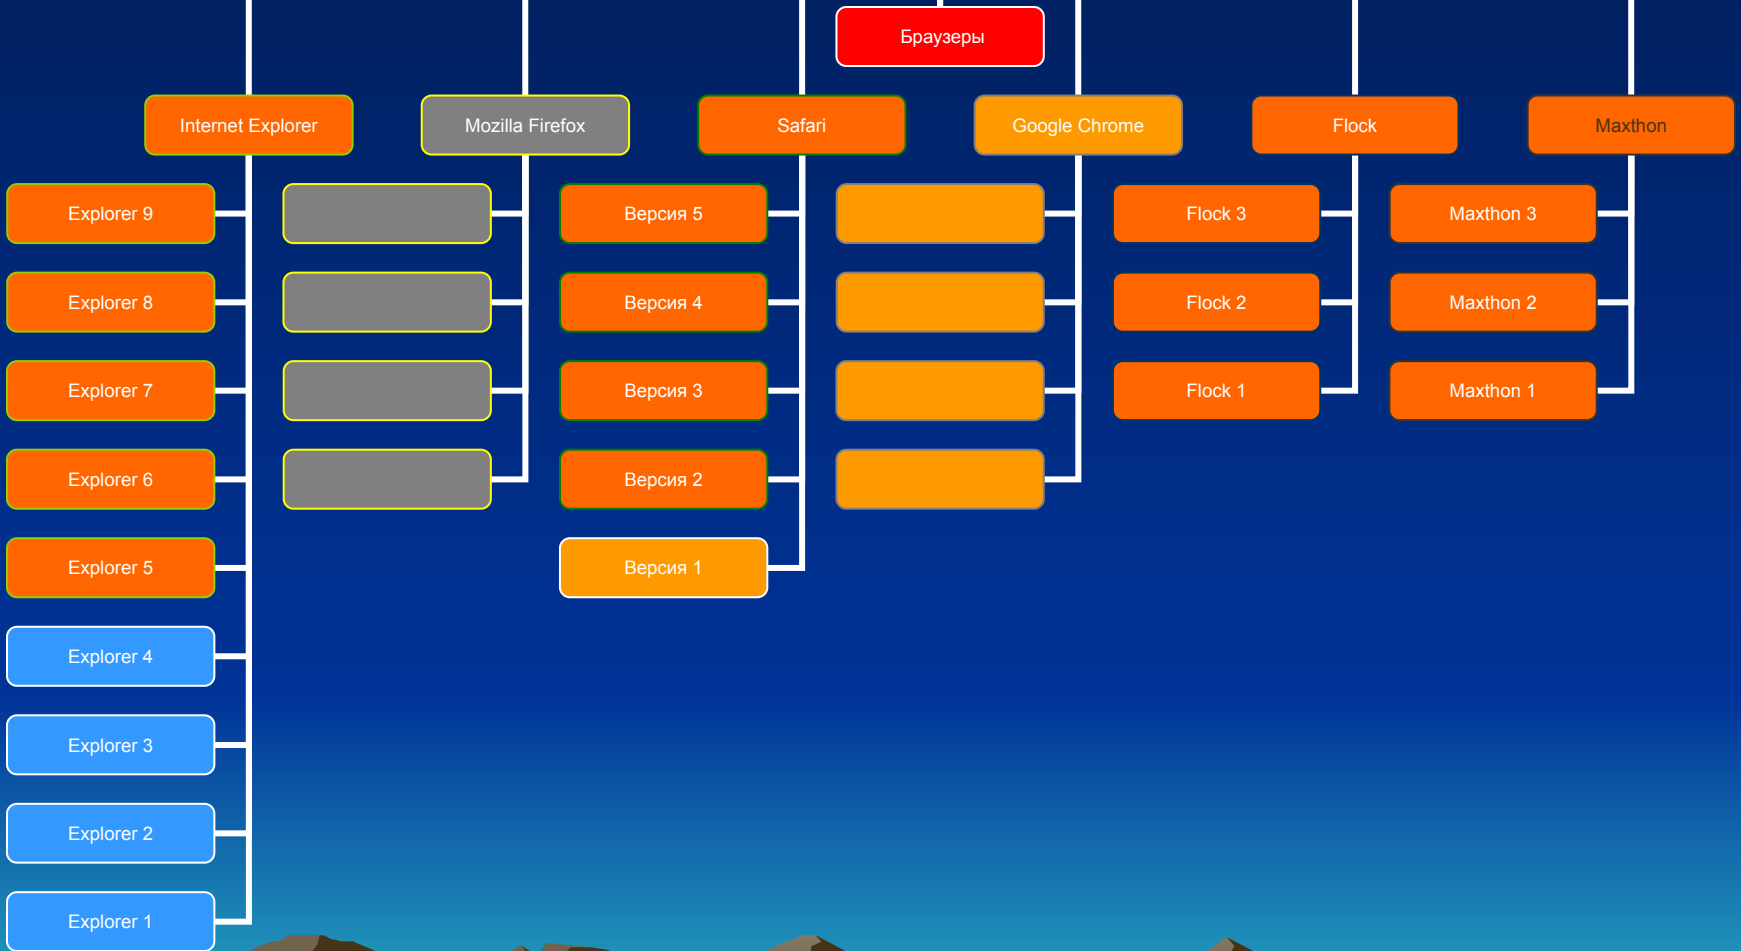 Браузеры
Internet Explorer
Mozilla Firefox
Safari
Google Chrome
Flock
Maxthon
Explorer 9
Версия 5
Flock 3
Maxthon 3
Explorer 8
Версия 4
Flock 2
Maxthon 2
Explorer 7
Версия 3
Flock 1
Maxthon 1
Explorer 6
Версия 2
Explorer 5
Версия 1
Explorer 4
Explorer 3
Explorer 2
Explorer 1